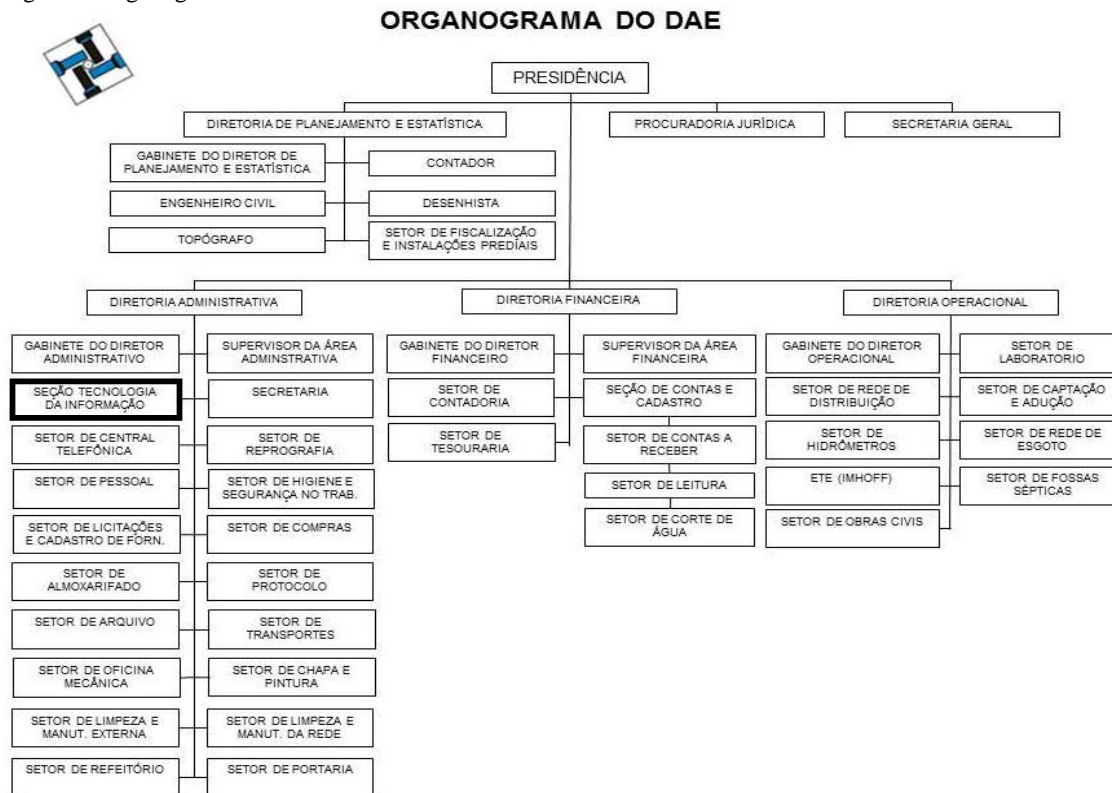 ORGANOGRAMA DO DAE
PRESIDÊNCIA
DIRETORIA DE PLANEJAMENTO E ESTATÍSTICA
PROCURADORIA JURÍDICA
SECRETARIA GERAL
GABINETE DO DIRETOR DE
PLANEJAMENTO E ESTATÍSTICA
CONTADOR
ENGENHEIRO CIVIL
DESENHISTA
TOPÓGRAFO
SETOR DE FISCALIZAÇÃO
E INSTALAÇÕES PREDIAIS
DIRETORIA ADMINISTRATIVA
DIRETORIA FINANCEIRA
DIRETORIA OPERACIONAL
GABINETE DO DIRETOR
ADMINISTRATIVO
SUPERVISOR DA ÁREA
ADMINSTRATIVA
SEÇÃO TECNOLOGIA
DA INFORMAÇÃO
SECRETARIA
SETOR DE CENTRAL
TELEFÔNICA
SETOR DE
REPROGRAFIA
SETOR DE PESSOAL
SETOR DE HIGIENE E
SEGURANÇA NO TRAB.
SETOR DE LICITAÇÕES
E CADASTRO DE FORN.
SETOR DE COMPRAS
SETOR DE
ALMOXARIFADO
SETOR DE
PROTOCOLO
SETOR DE ARQUIVO
SETOR DE
TRANSPORTES
SETOR DE OFICINA
MECÂNICA
SETOR DE CHAPA E
PINTURA
SETOR DE LIMPEZA E
MANUT. EXTERNA
SETOR DE LIMPEZA E
MANUT. DA REDE
SETOR DE REFEITÓRIO
SETOR DE PORTARIA
GABINETE DO DIRETOR
FINANCEIRO
SUPERVISOR DA ÁREA
FINANCEIRA
SETOR DE
CONTADORIA
SEÇÃO DE CONTAS E
CADASTRO
SETOR DE
TESOURARIA
SETOR DE CONTAS A
RECEBER
SETOR DE LEITURA
SETOR DE CORTE DE
ÁGUA
GABINETE DO DIRETOR
OPERACIONAL
SETOR DE
LABORATORIO
SETOR DE REDE DE
DISTRIBUIÇÃO
SETOR DE CAPTAÇÃO
E ADUÇÃO
SETOR DE
HIDRÔMETROS
SETOR DE REDE DE
ESGOTO
ETE (IMHOFF)
SETOR DE FOSSAS
SÉPTICAS
SETOR DE OBRAS CIVIS